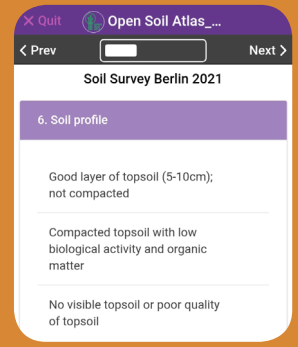 × Quit Open Soil Atlas_...
< Prev Next >
Soil Survey Berlin 2021
6. Soil profile
Good layer of topsoil (5-10cm);
not compacted
Compacted topsoil with low
biological activity and organic
matter
No visible topsoil or poor quality
of topsoil